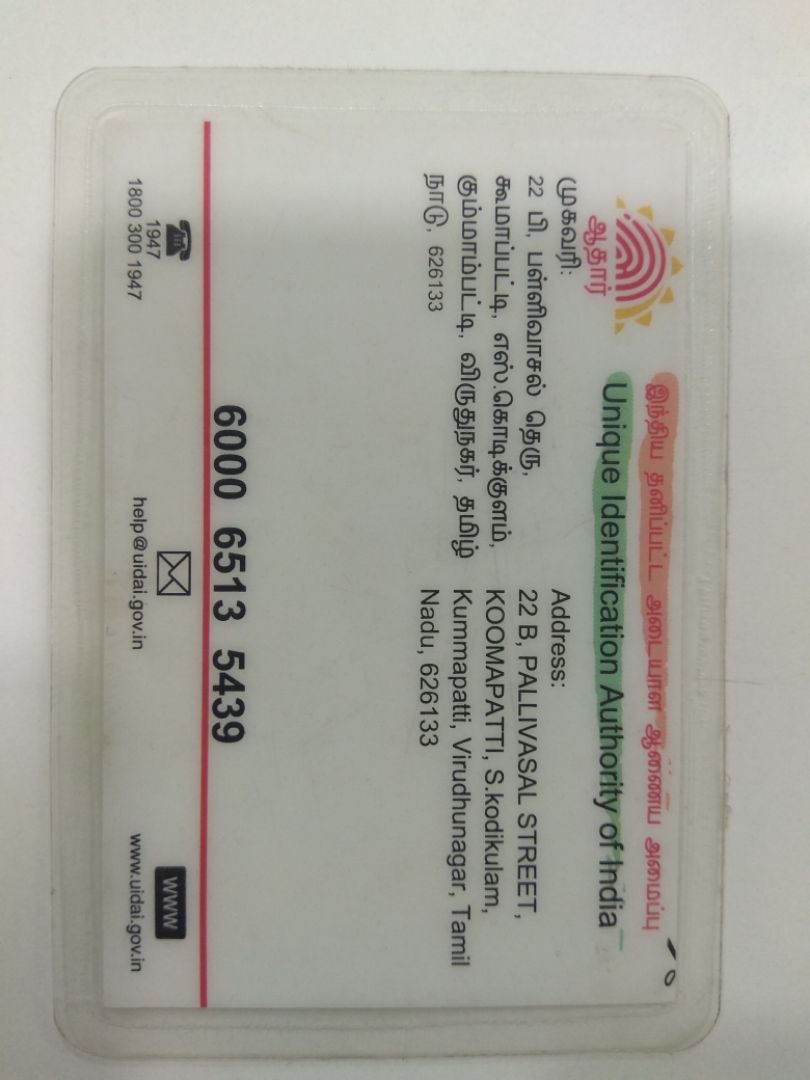 இந்திய தனிப்பட்ட அடையாள ஆணைய அமைப்பு
Unique Identification Authority of India
ஆதார்
முகவரி:
22 பி, பள்ளிவாசல் தெரு,
கூமாப்பட்டி, எஸ்.கொடிக்குளம்,
கும்மாம்பட்டி, விருதுநகர், தமிழ்
நாடு, 626133
Address:
22 B, PALLIVASAL STREET,
KOOMAPATTI, S.kodikulam,
Kummapatti, Virudhunagar, Tamil
Nadu, 626133
6000 6513 5439
1947
1800 300 1947
help@uidai.gov.in
WWW
www.uidai.gov.in